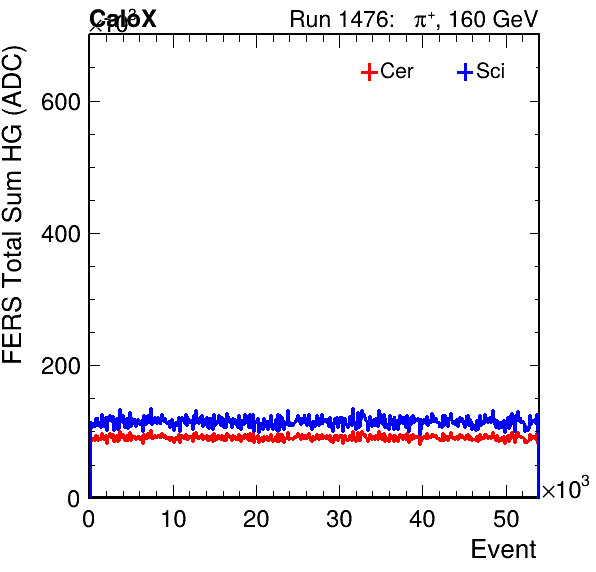 CaloX ×10³ Run 1476: π⁺, 160 GeV
FERS Total Sum HG (ADC)
Cer Sci
600
400
200
0
0 10 20 30 40 50 ×10³
Event